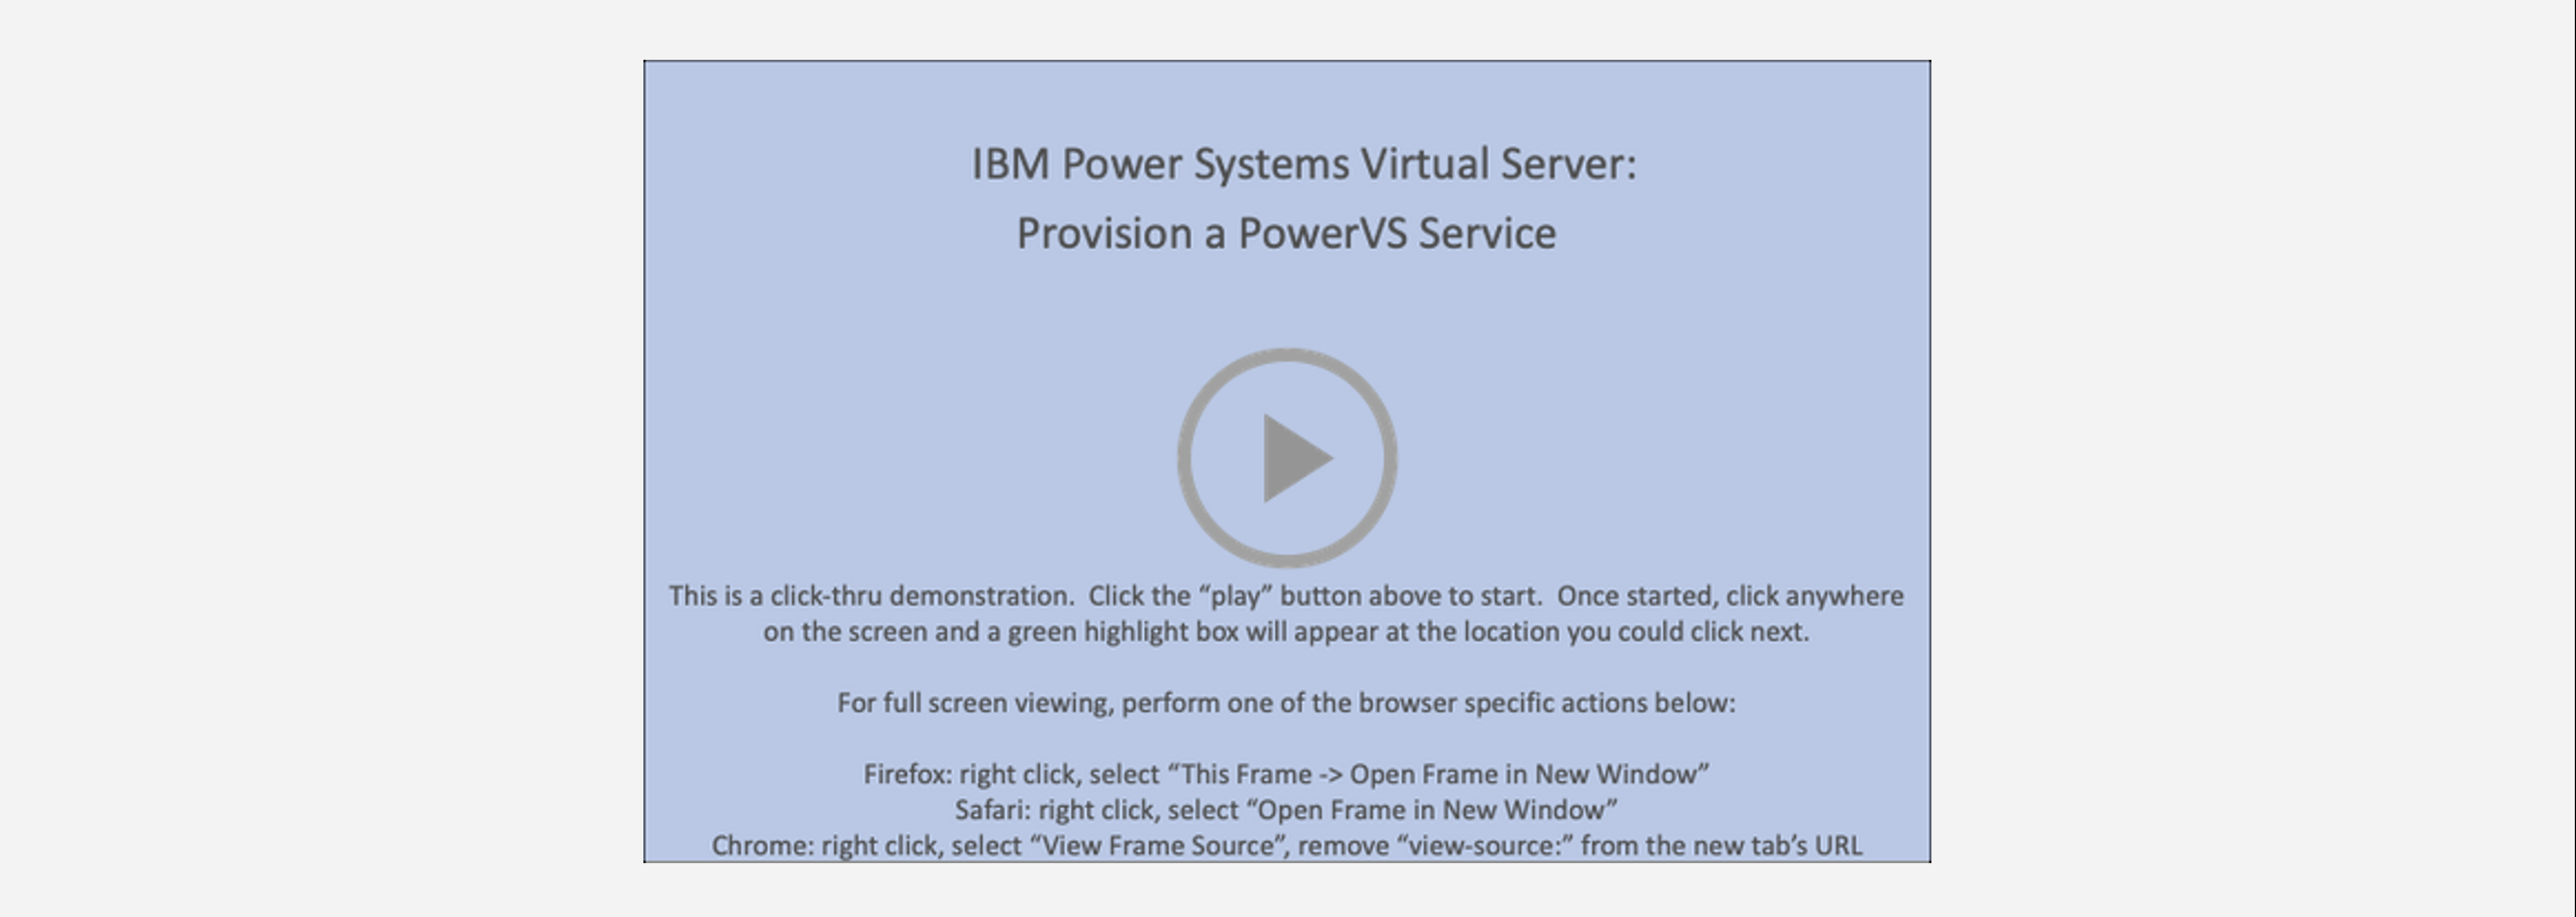 IBM Power Systems Virtual Server:
Provision a PowerVS Service
This is a click-thru demonstration.  Click the “play” button above to start.  Once started, click anywhere
on the screen and a green highlight box will appear at the location you could click next.
For full screen viewing, perform one of the browser specific actions below:
Firefox: right click, select “This Frame -> Open Frame in New Window”
Safari: right click, select “Open Frame in New Window”
Chrome: right click, select “View Frame Source”, remove “view-source:” from the new tab’s URL